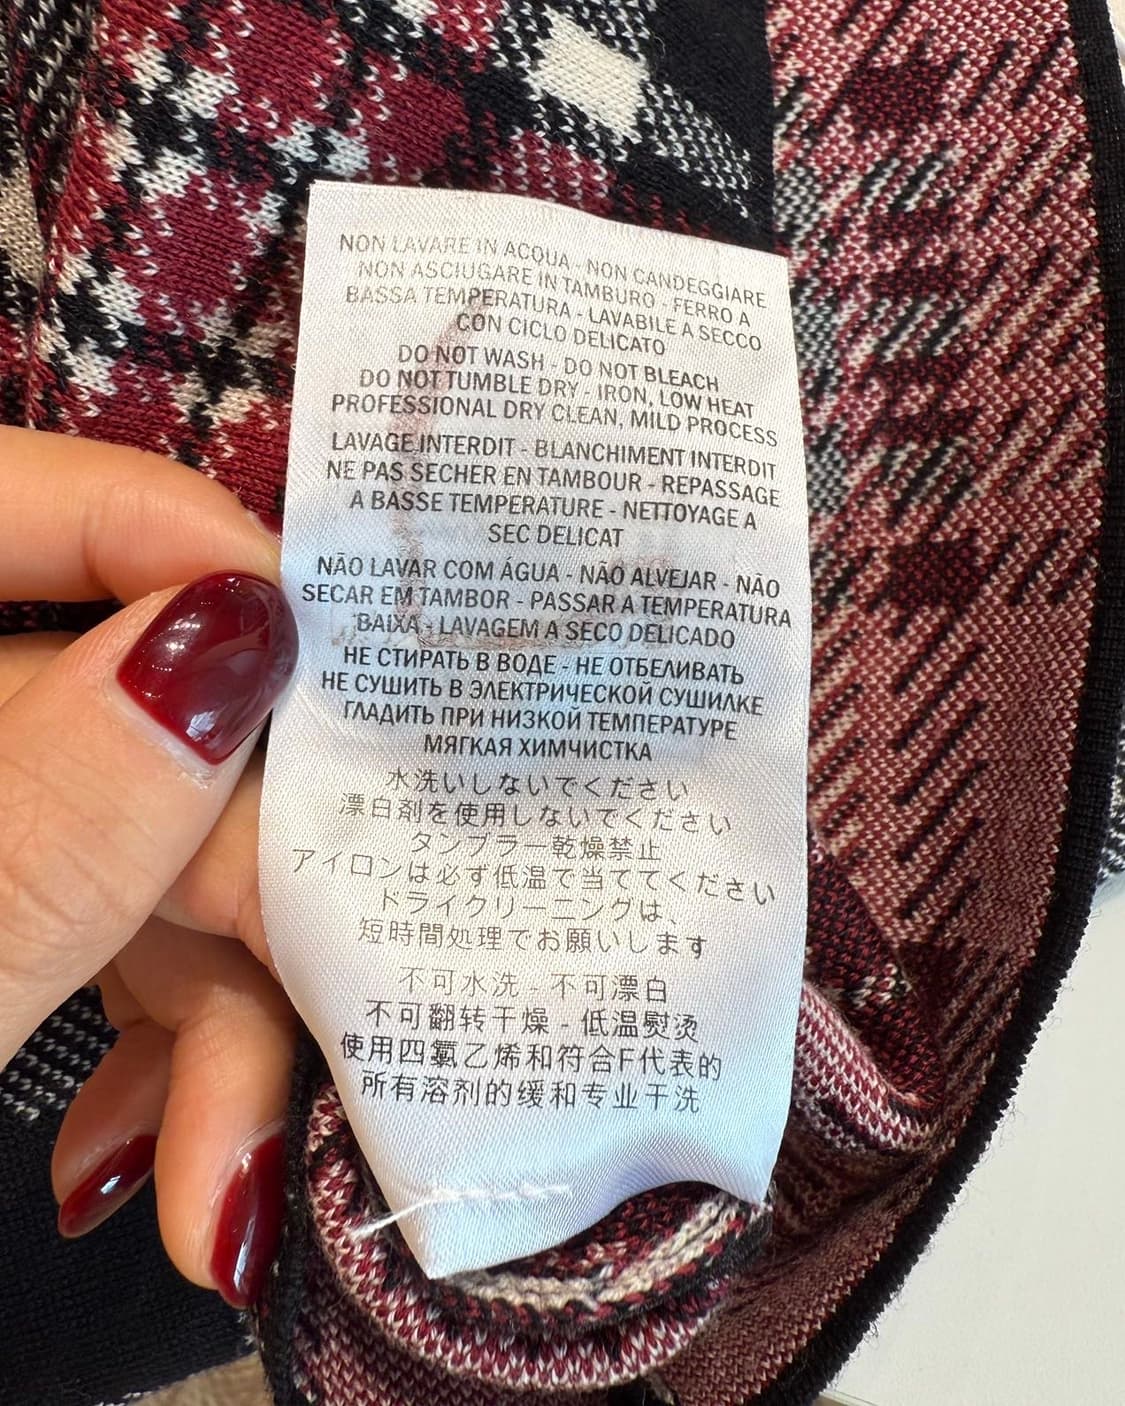 NON LAVARE IN ACQUA - NON CANDEGGIARE
NON ASCIUGARE IN TAMBURO - FERRO A
BASSA TEMPERATURA - LAVABILE A SECCO
CON CICLO DELICATO
DO NOT WASH - DO NOT BLEACH
DO NOT TUMBLE DRY - IRON, LOW HEAT
PROFESSIONAL DRY CLEAN, MILD PROCESS
LAVAGE INTERDIT - BLANCHIMENT INTERDIT
NE PAS SECHER EN TAMBOUR - REPASSAGE
A BASSE TEMPERATURE - NETTOYAGE A
SEC DELICAT
NÃO LAVAR COM ÁGUA - NÃO ALVEJAR - NÃO
SECAR EM TAMBOR - PASSAR A TEMPERATURA
BAIXA - LAVAGEM A SECO DELICADO
НЕ СТИРАТЬ В ВОДЕ - НЕ ОТБЕЛИВАТЬ
НЕ СУШИТЬ В ЭЛЕКТРИЧЕСКОЙ СУШИЛКЕ
ГЛАДИТЬ ПРИ НИЗКОЙ ТЕМПЕРАТУРЕ
МЯГКАЯ ХИМЧИСТКА
水洗いしないでください
漂白剤を使用しないでください
タンブラー乾燥禁止
アイロンは必ず低温で当ててください
ドライクリーニングは、
短時間処理でお願いします
不可水洗 - 不可漂白
不可翻转干燥 - 低温熨烫
使用四氯乙烯和符合F代表的
所有溶剂的缓和专业干洗